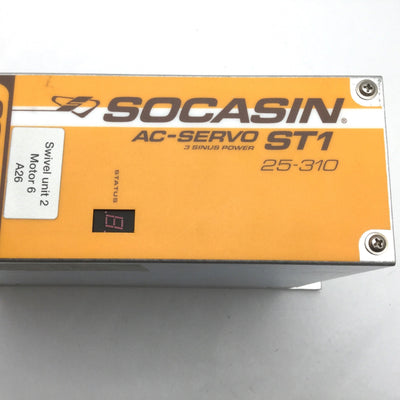 SOCASIN®
AC-SERVO ST1
3 SINUS POWER
25-310
STATUS
Swivel unit 2
Motor 6
A26